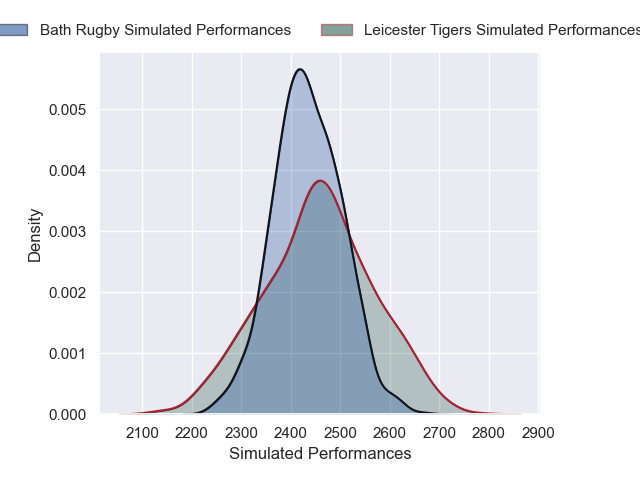 Bath Rugby Simulated Performances
Leicester Tigers Simulated Performances
0.005
0.004
0.003
0.002
0.001
0.000
Density
2100 2200 2300 2400 2500 2600 2700 2800 2900
Simulated Performances